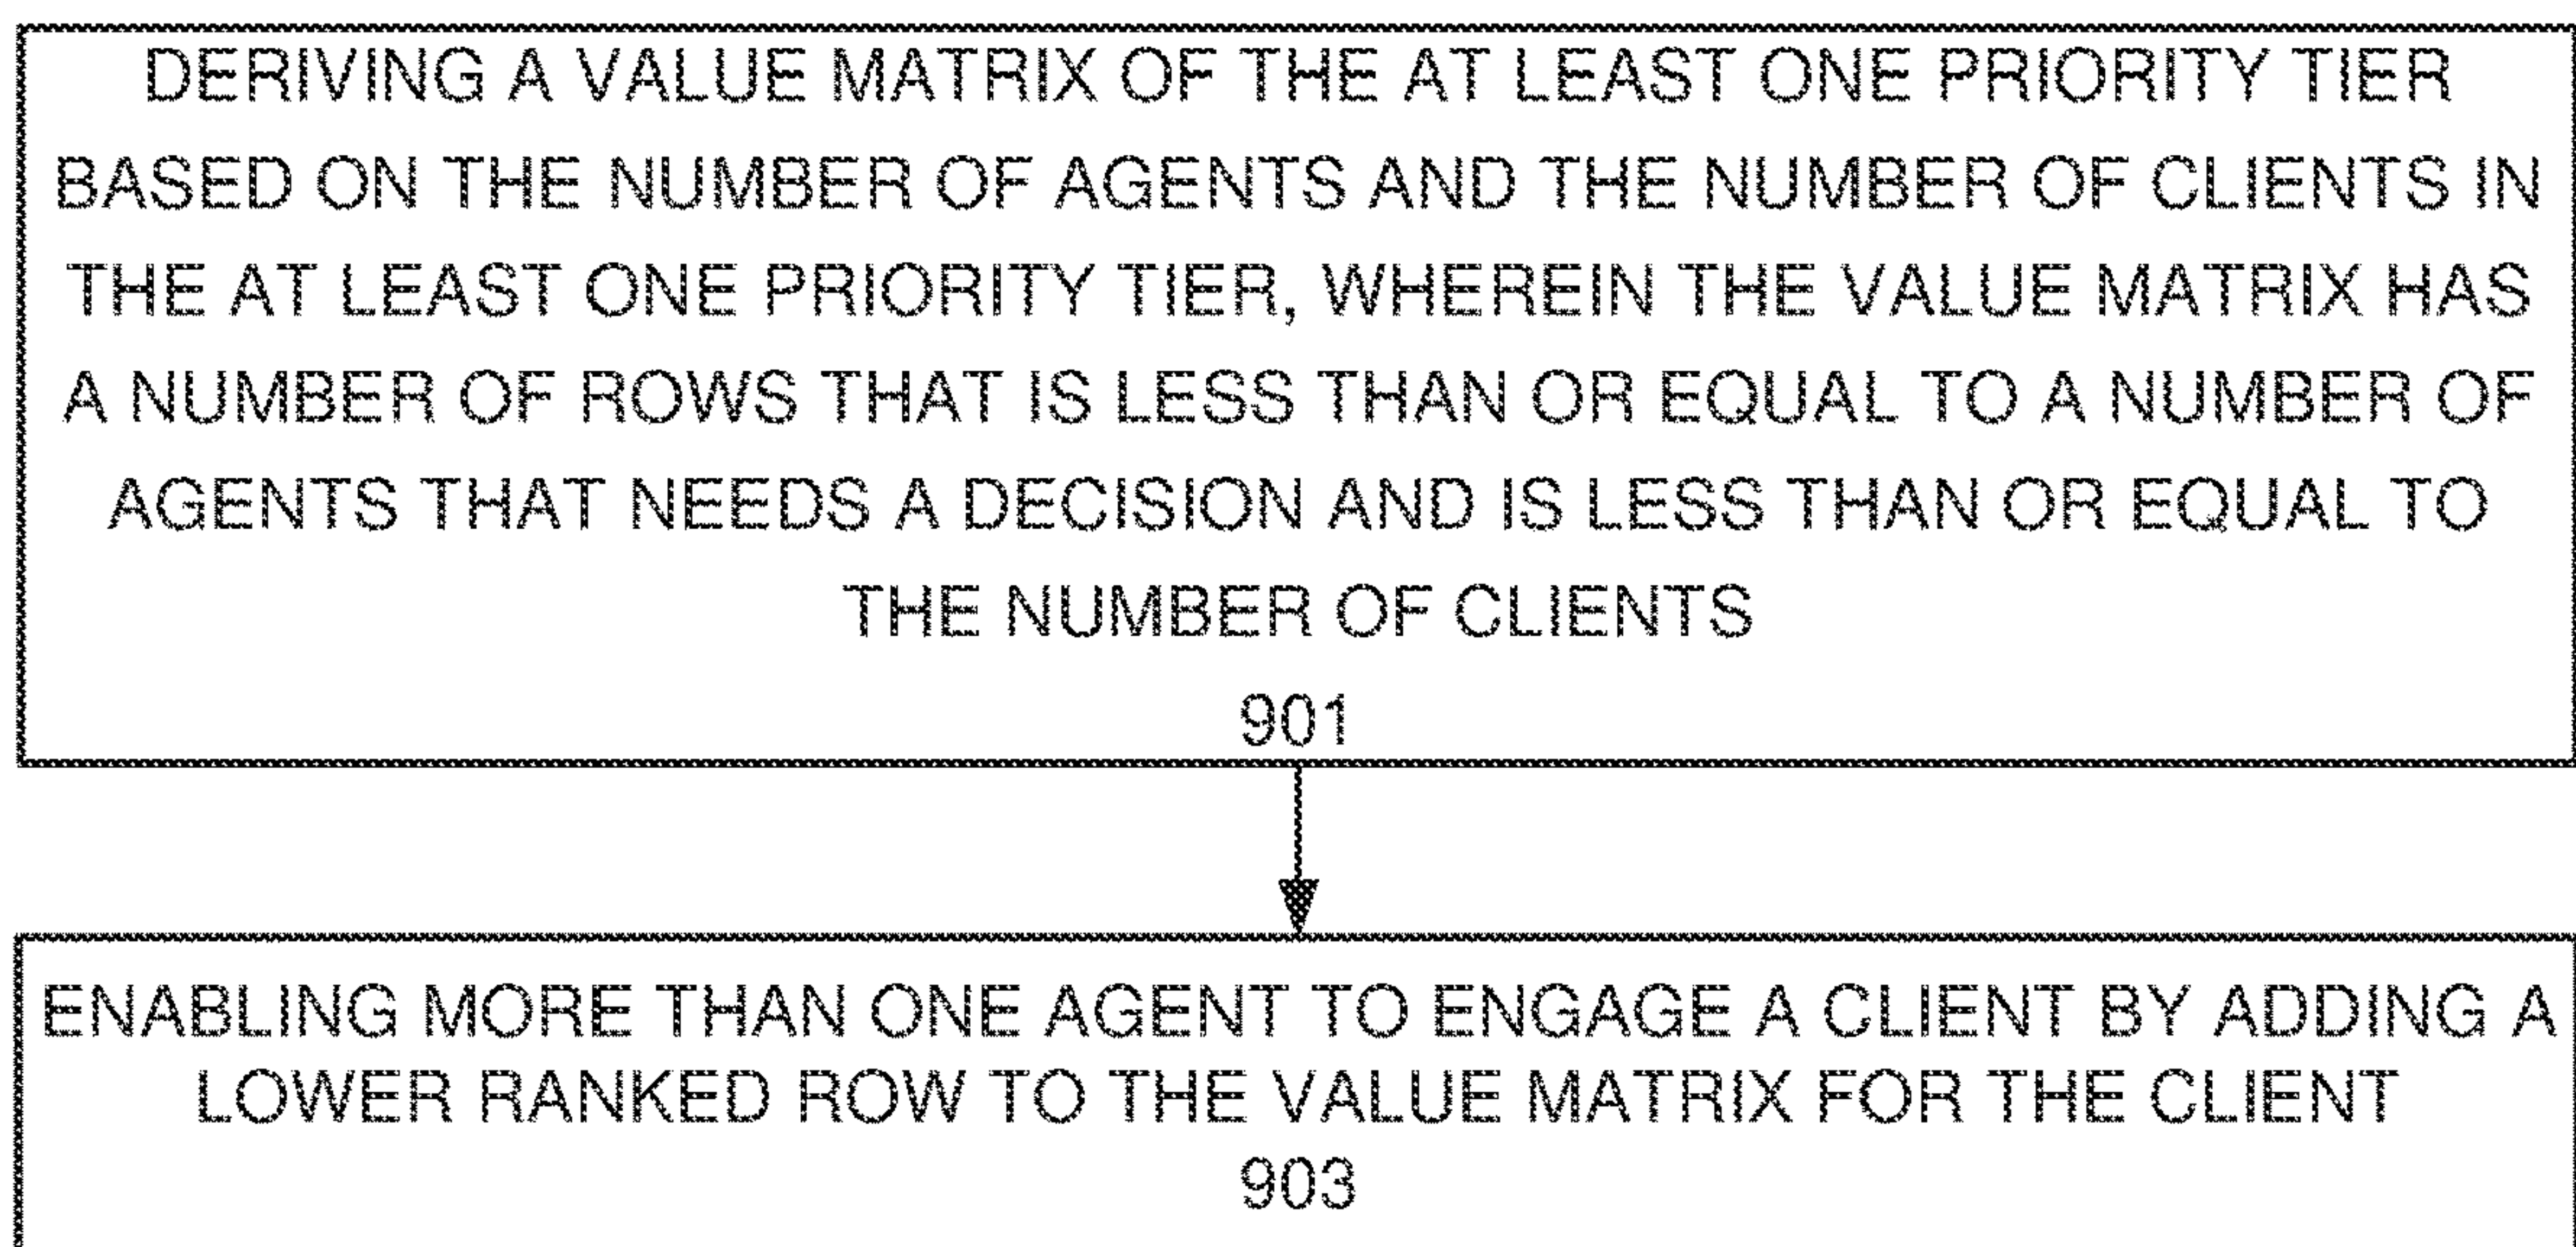 DERIVING A VALUE MATRIX OF THE AT LEAST ONE PRIORITY TIER
BASED ON THE NUMBER OF AGENTS AND THE NUMBER OF CLIENTS IN
THE AT LEAST ONE PRIORITY TIER, WHEREIN THE VALUE MATRIX HAS
A NUMBER OF ROWS THAT IS LESS THAN OR EQUAL TO A NUMBER OF
AGENTS THAT NEEDS A DECISION AND IS LESS THAN OR EQUAL TO
THE NUMBER OF CLIENTS
901
ENABLING MORE THAN ONE AGENT TO ENGAGE A CLIENT BY ADDING A
LOWER RANKED ROW TO THE VALUE MATRIX FOR THE CLIENT
903